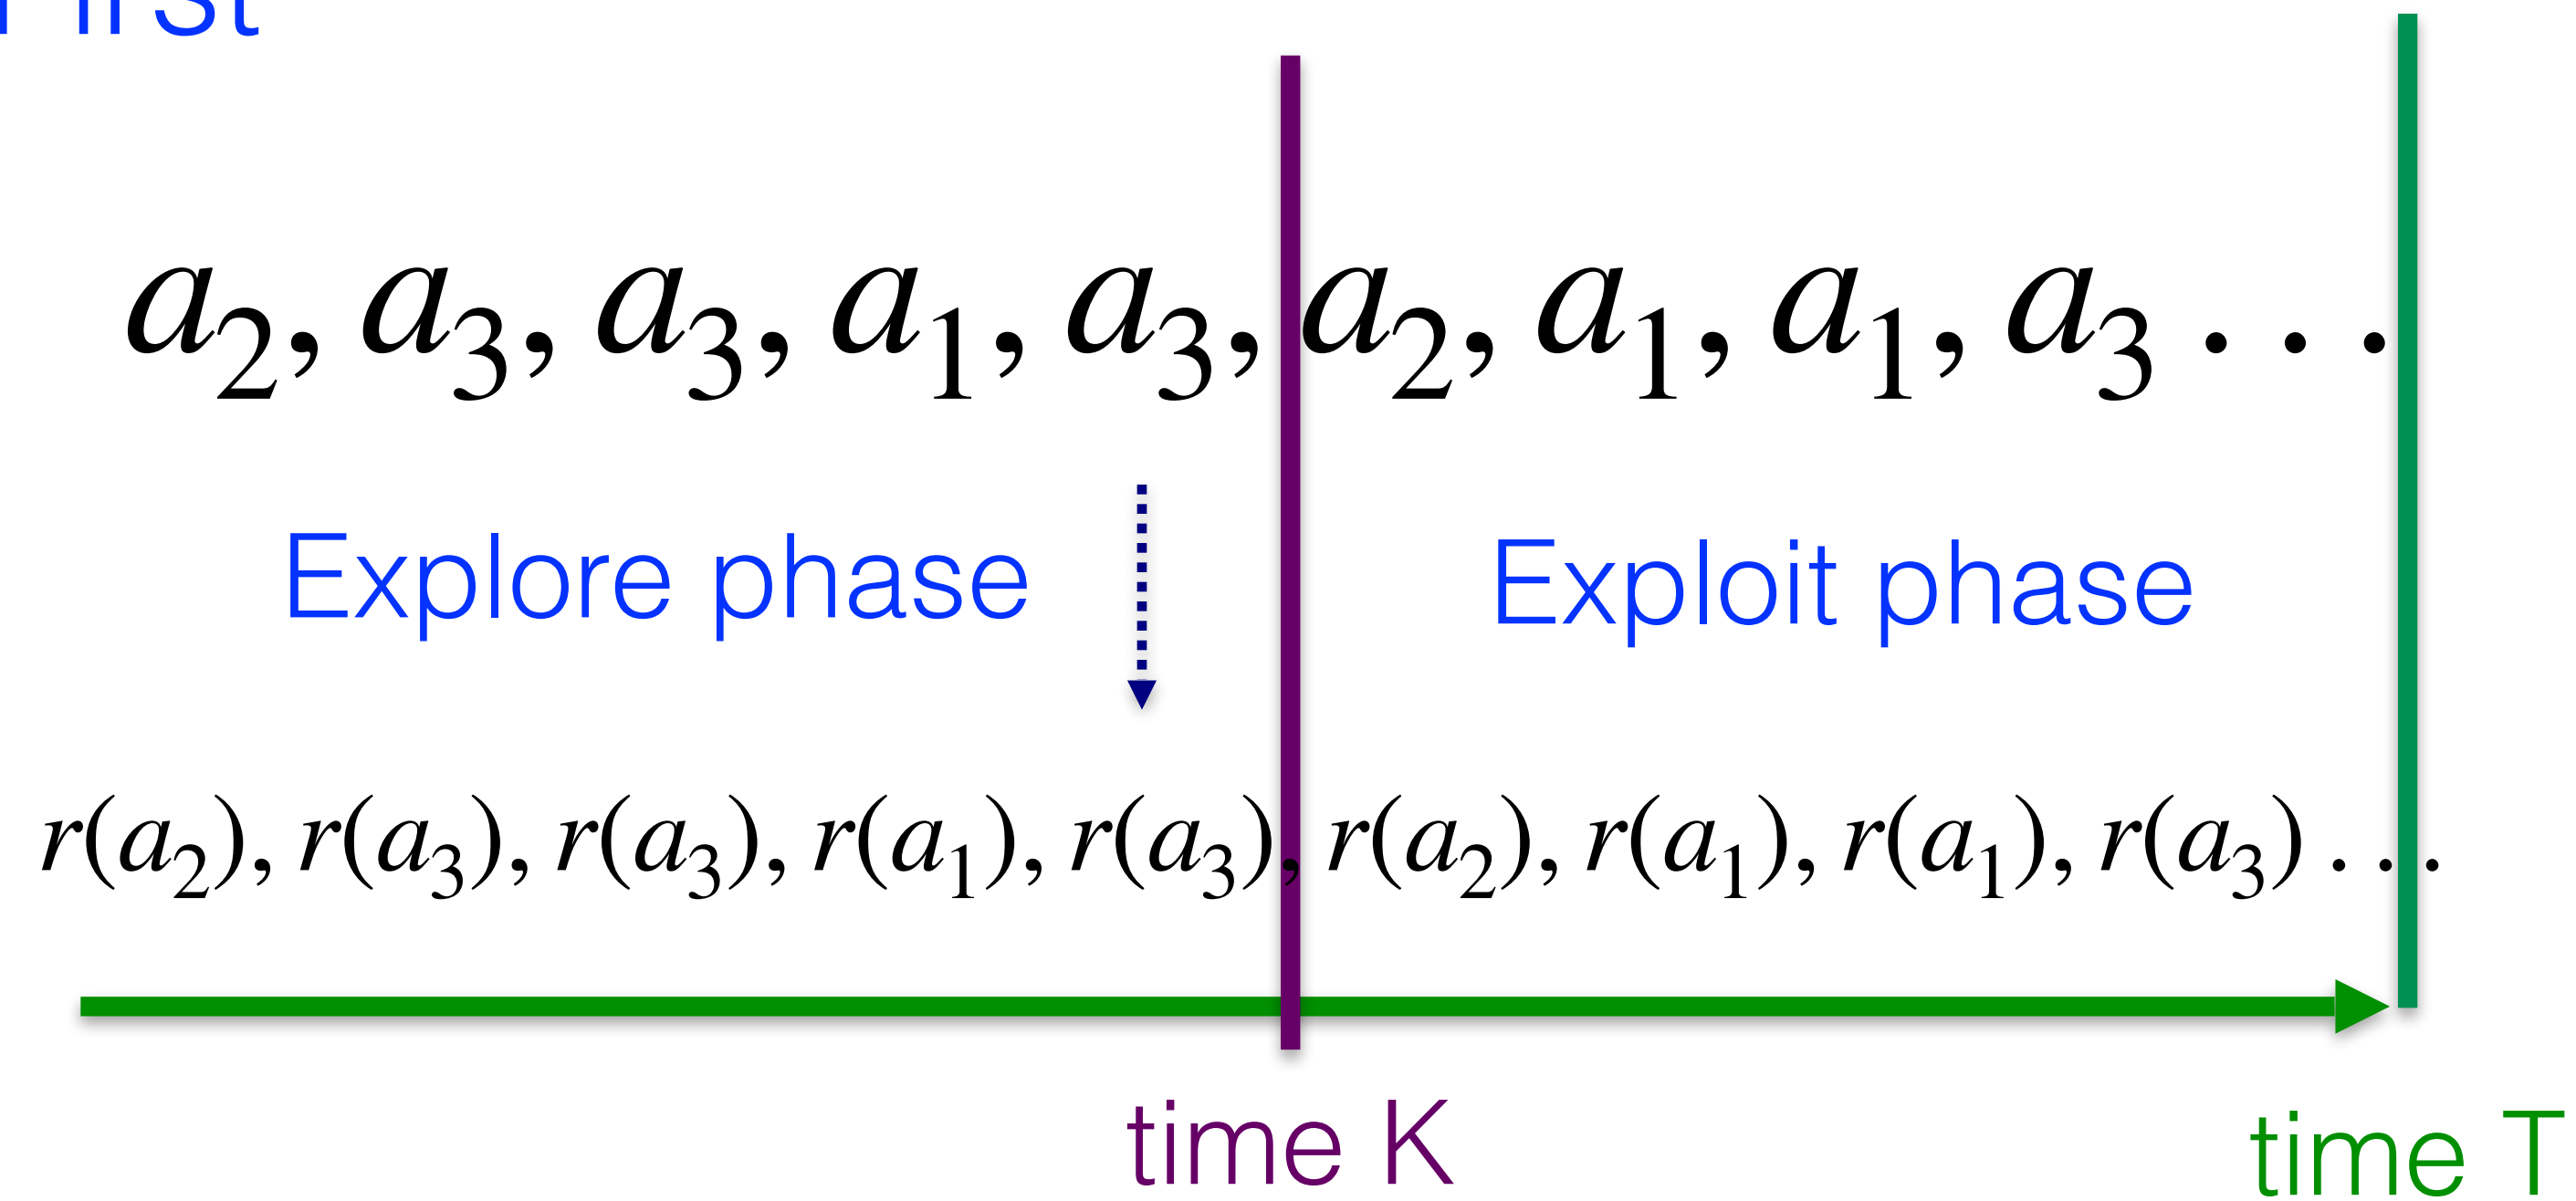 First
a₂, a₃, a₃, a₁, a₃, a₂, a₁, a₁, a₃ . . .
Explore phase Exploit phase
r(a₂), r(a₃), r(a₃), r(a₁), r(a₃), r(a₂), r(a₁), r(a₁), r(a₃) . . .
time K time T